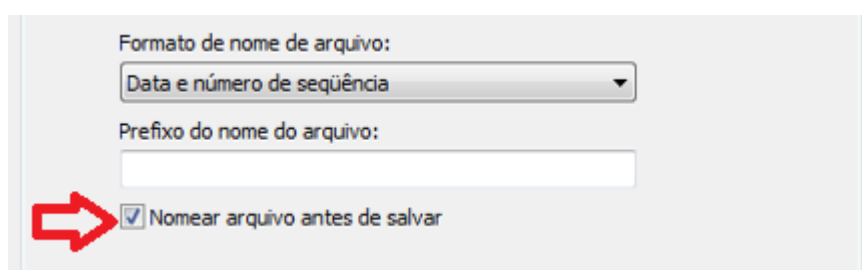 Formato de nome de arquivo:
Data e número de seqüência
Prefixo do nome do arquivo:
Nomear arquivo antes de salvar